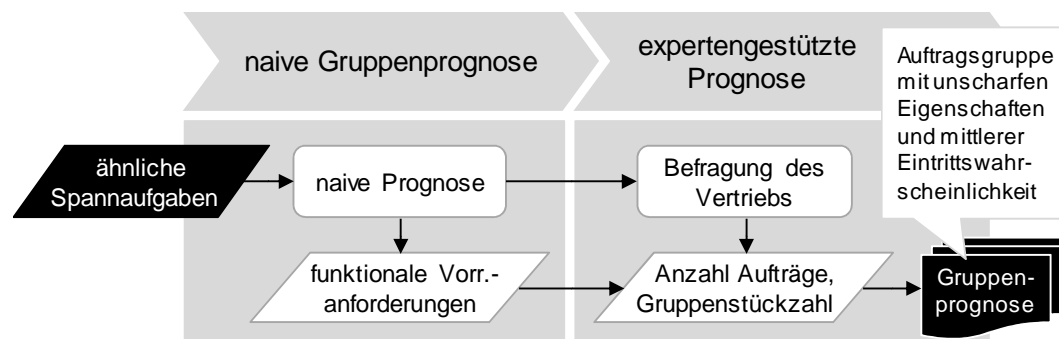 naive Gruppenprognose
expertengestützte
Prognose
Auftragsgruppe
mit unscharfen
Eigenschaften
und mittlerer
Eintrittswahr-
scheinlichkeit
ähnliche
Spannaufgaben
naive Prognose
Befragung des
Vertriebs
funktionale Vorr.-
anforderungen
Anzahl Aufträge,
Gruppenstückzahl
Gruppen-
prognose